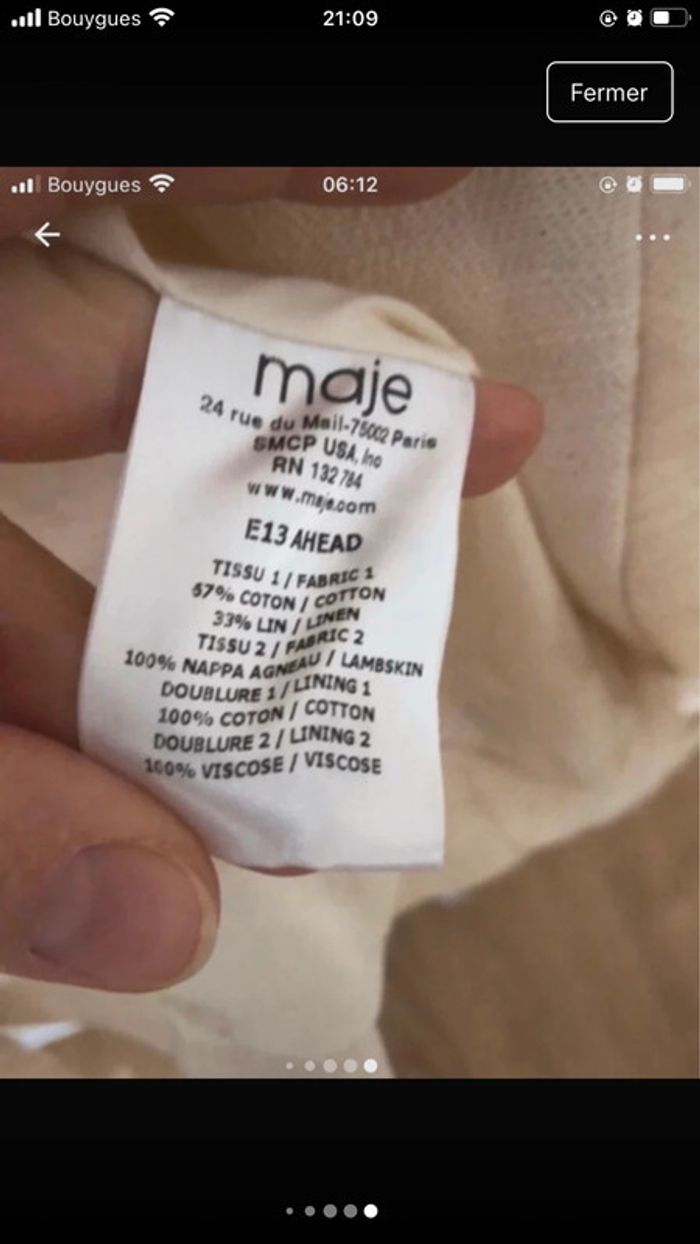 Bouygues 21:09
Fermer
Bouygues 06:12
maje
24 rue du Mail-75002 Paris
SMCP USA, Inc
RN 132 784
www.maje.com
E13 AHEAD
TISSU 1 / FABRIC 1
67% COTON / COTTON
33% LIN / LINEN
TISSU 2 / FABRIC 2
100% NAPPA AGNEAU / LAMBSKIN
DOUBLURE 1 / LINING 1
100% COTON / COTTON
DOUBLURE 2 / LINING 2
100% VISCOSE / VISCOSE